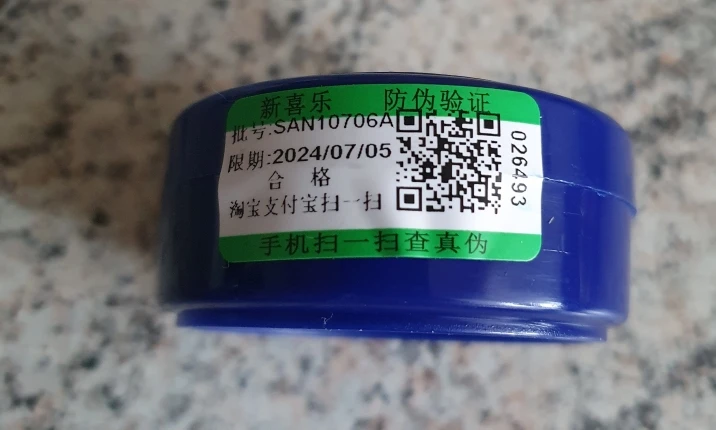 新喜乐 防伪验证
批号:SAN10706A
限期:2024/07/05
合 格
淘宝支付宝扫一扫
026493
手机扫一扫查真伪